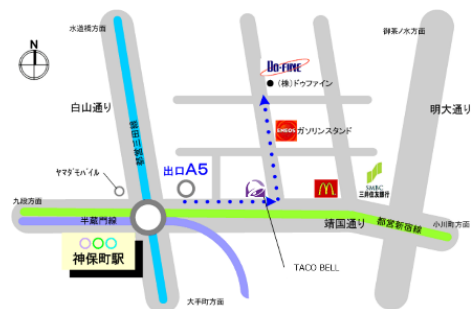 水道橋方面
御茶ノ水方面
N
Do-FINE
(株)ドゥファイン
白山通り
明大通り
都営三田線
ENEOS
ガソリンスタンド
ヤマダモバイル
出口A5
SMBC
三井住友銀行
九段方面
半蔵門線
靖国通り
都営新宿線
小川町方面
神保町駅
TACO BELL
大手町方面